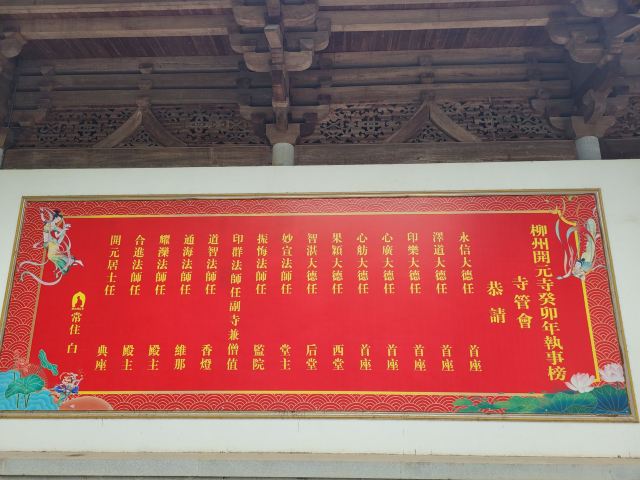 柳州開元寺癸卯年執事榜
寺管會
恭請
永信大德任 首座
澤道大德任 首座
印樂大德任 首座
心廣大德任 首座
心舫大德任 首座
果穎大德任 西堂
智湛大德任 后堂
妙宣法師任 堂主
振悔法師任 監院
印群法師任副寺兼僧值
道智法師任 香燈
通海法師任 維那
耀灤法師任 殿主
合進法師任 殿主
開元居士任 典座
常住 白